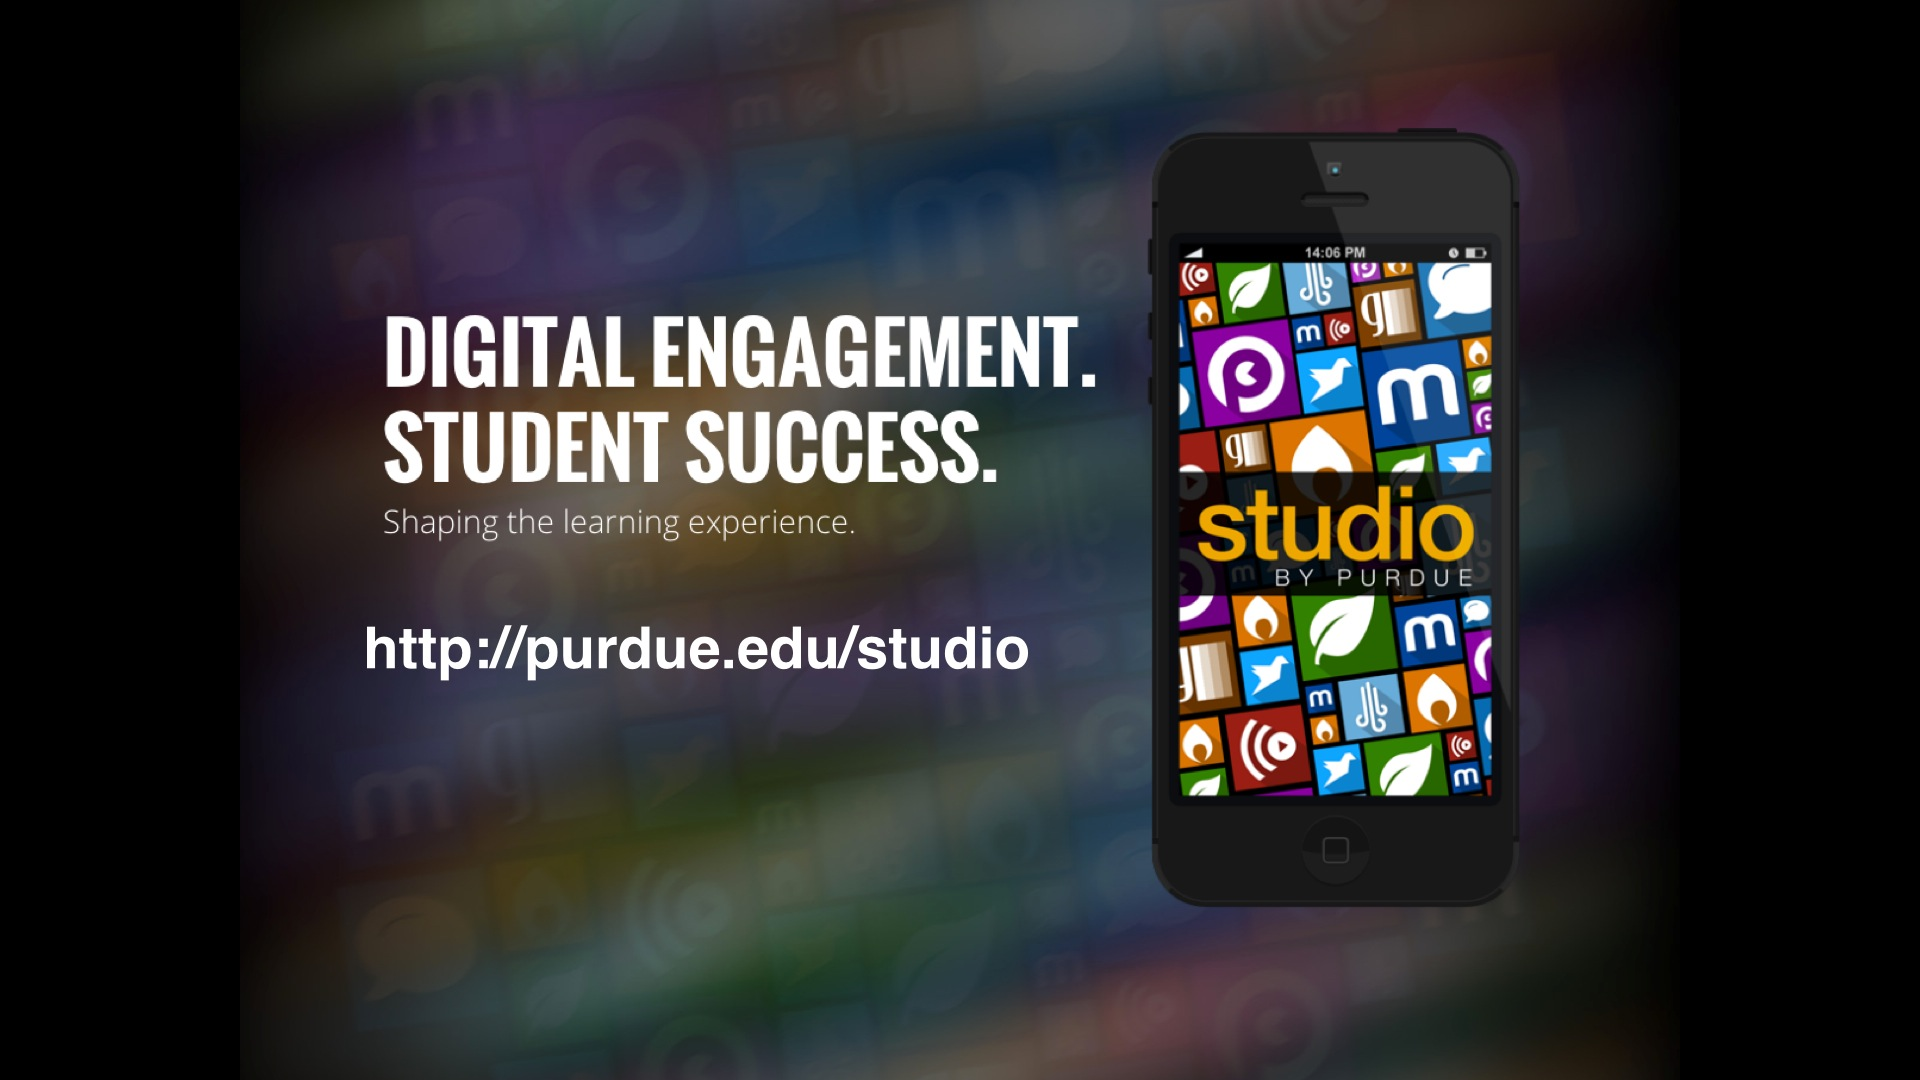 DIGITAL ENGAGEMENT.
STUDENT SUCCESS.
Shaping the learning experience.
http://purdue.edu/studio
14:06 PM
studio
BY PURDUE